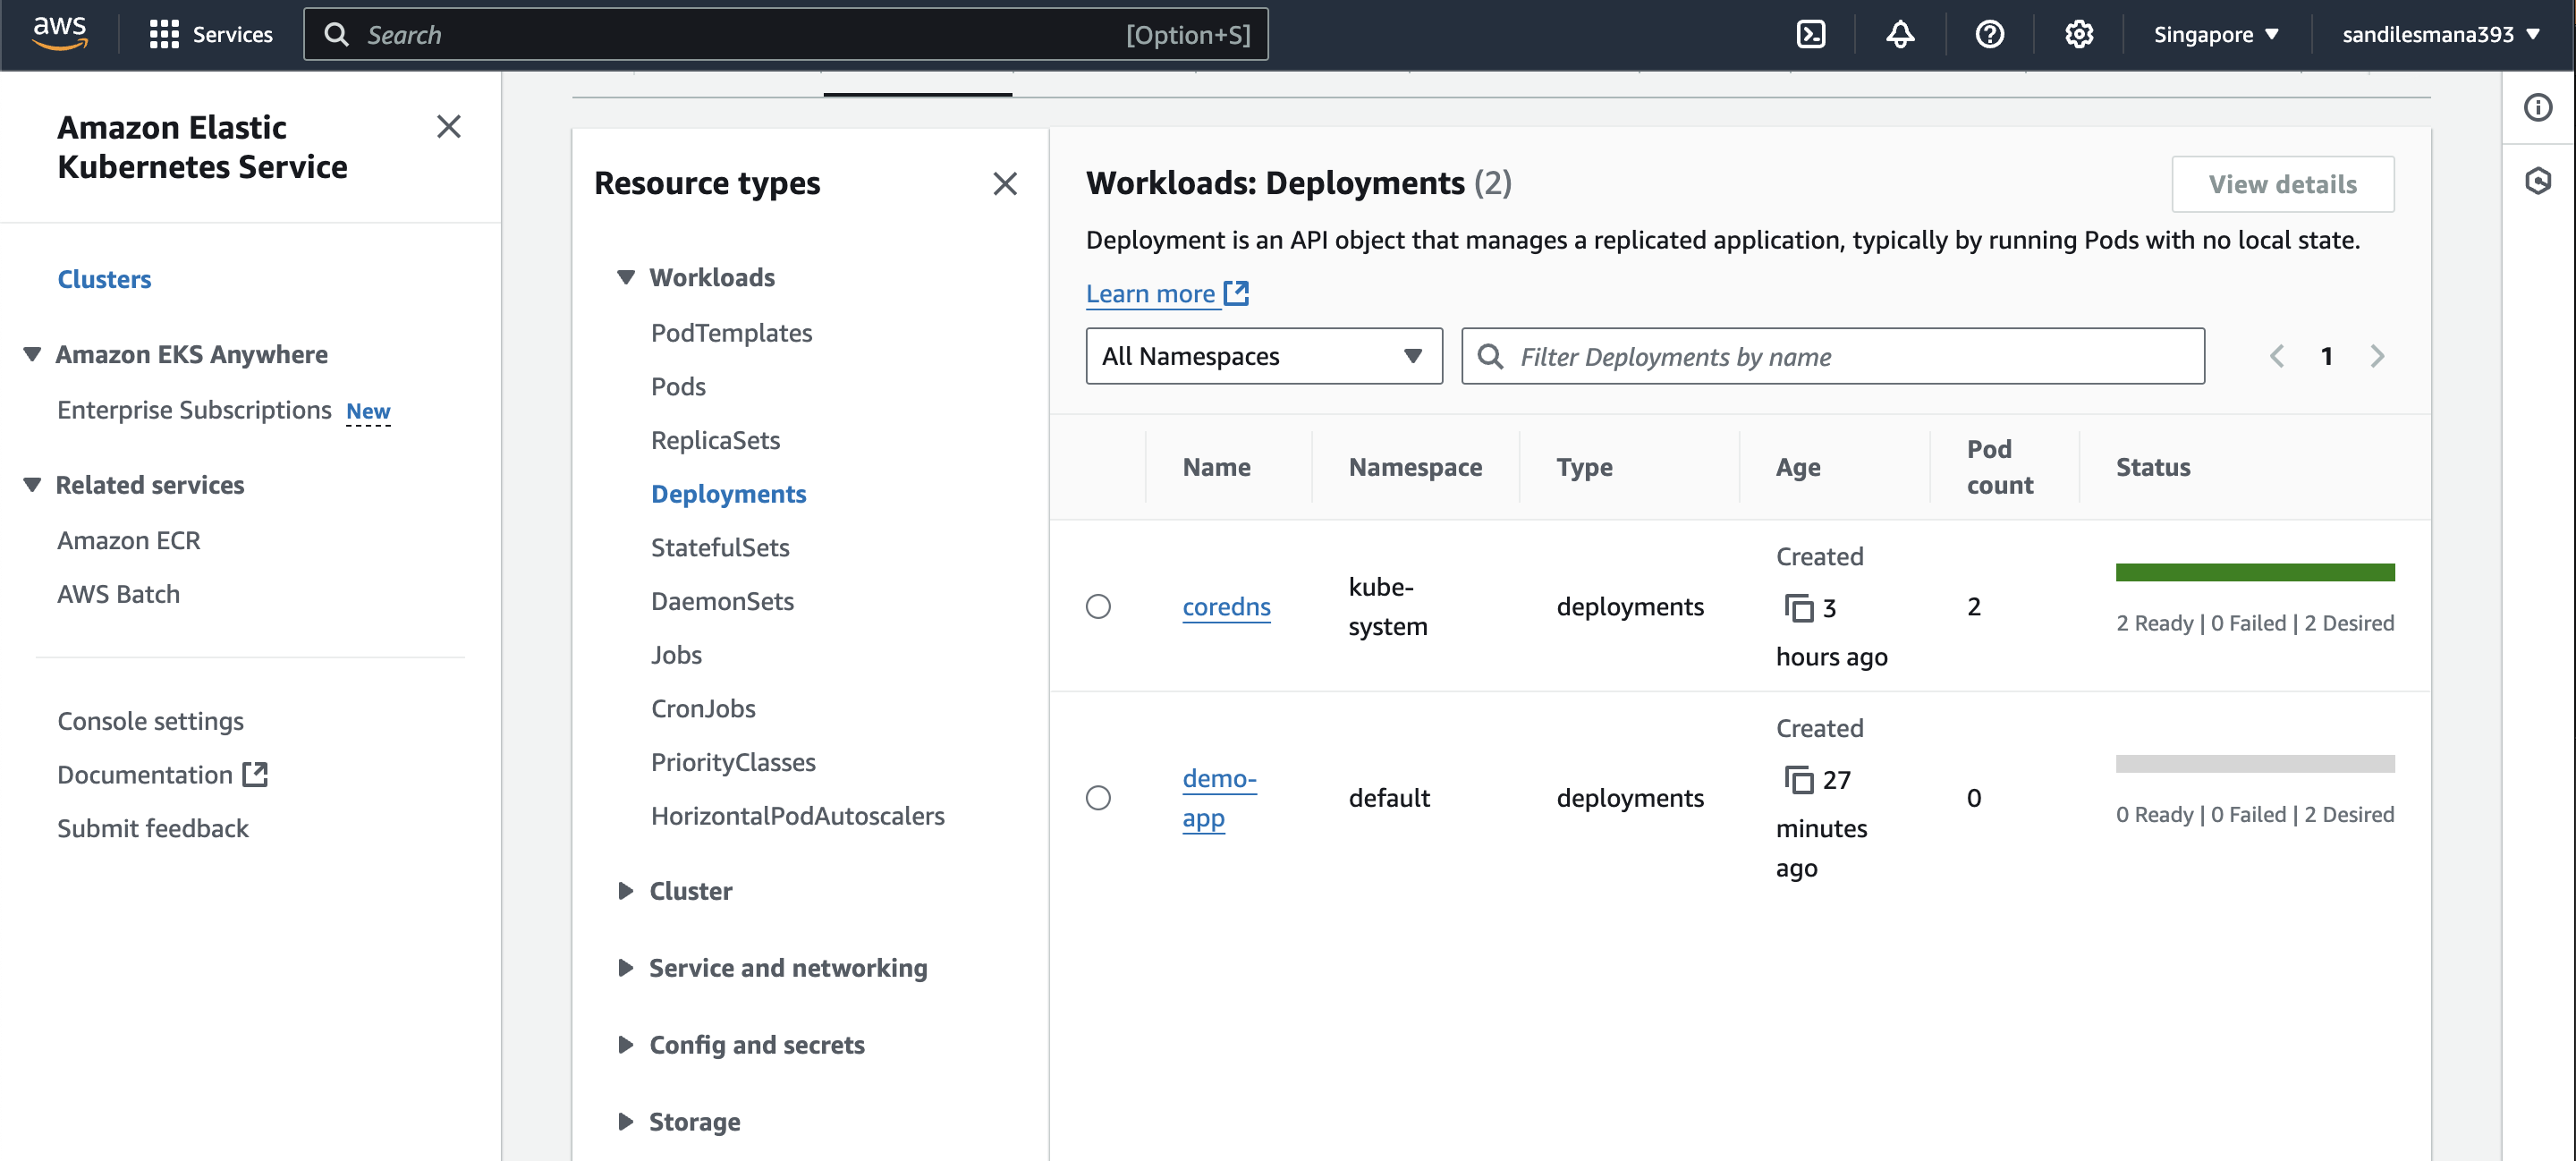 aws
Services
Search
[Option+S]
Singapore
sandilesmana393
Amazon Elastic
Kubernetes Service
Clusters
Amazon EKS Anywhere
Enterprise Subscriptions New
Related services
Amazon ECR
AWS Batch
Console settings
Documentation
Submit feedback
Resource types
Workloads
PodTemplates
Pods
ReplicaSets
Deployments
StatefulSets
DaemonSets
Jobs
CronJobs
PriorityClasses
HorizontalPodAutoscalers
Cluster
Service and networking
Config and secrets
Storage
Workloads: Deployments (2)
View details
Deployment is an API object that manages a replicated application, typically by running Pods with no local state.
Learn more
All Namespaces
Filter Deployments by name
1
Name
Namespace
Type
Age
Pod
count
Status
coredns
kube-
system
deployments
Created
3
hours ago
2
2 Ready | 0 Failed | 2 Desired
demo-
app
default
deployments
Created
27
minutes
ago
0
0 Ready | 0 Failed | 2 Desired